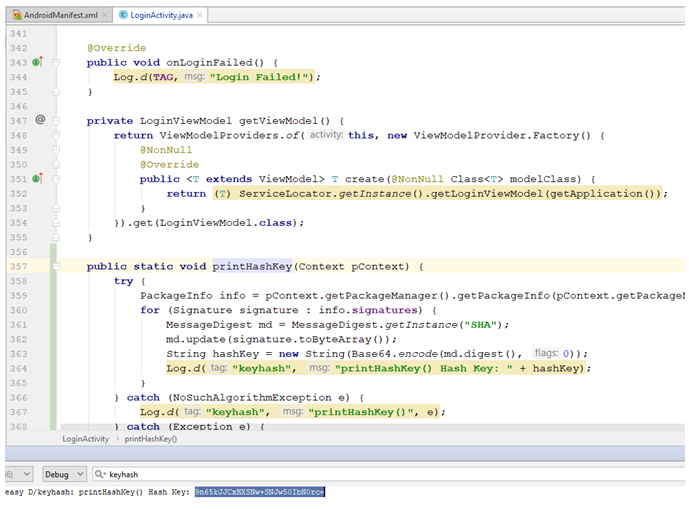 AndroidManifest.xml × LoginActivity.java ×
341
342 @Override
343 public void onLoginFailed() {
344 Log.d(TAG, msg: "Login Failed!");
345 }
346
347 @ private LoginViewModel getViewModel() {
348 return ViewModelProviders.of( activity: this, new ViewModelProvider.Factory() {
349 @NonNull
350 @Override
351 public <T extends ViewModel> T create(@NonNull Class<T> modelClass) {
352 return (T) ServiceLocator.getInstance().getLoginViewModel(getApplication());
353 }
354 }).get(LoginViewModel.class);
355 }
356
357 public static void printHashKey(Context pContext) {
358 try {
359 PackageInfo info = pContext.getPackageManager().getPackageInfo(pContext.getPackageN
360 for (Signature signature : info.signatures) {
361 MessageDigest md = MessageDigest.getInstance("SHA");
362 md.update(signature.toByteArray());
363 String hashKey = new String(Base64.encode(md.digest(), flags: 0));
364 Log.d( tag: "keyhash", msg: "printHashKey() Hash Key: " + hashKey);
365 }
366 } catch (NoSuchAlgorithmException e) {
367 Log.d( tag: "keyhash", msg: "printHashKey()", e);
368 } catch (Exception e) {
LoginActivity › printHashKey()
Debug keyhash
easy D/keyhash: printHashKey() Hash Key: